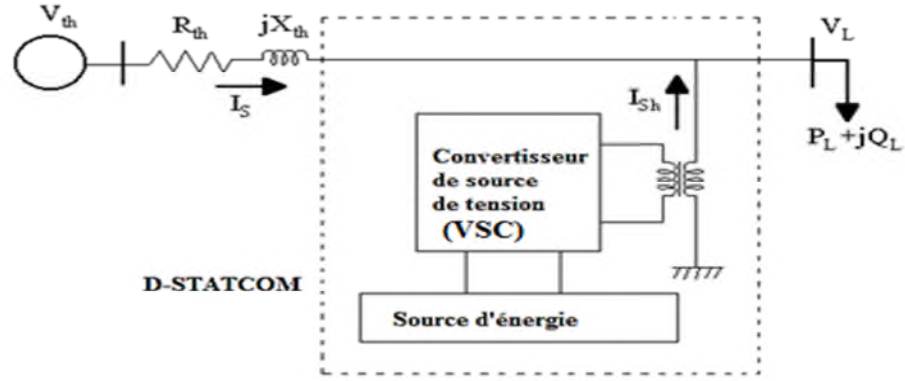 V_th
R_th
jX_th
V_L
I_S
I_Sh
P_L+jQ_L
Convertisseur
de source
de tension
(VSC)
D-STATCOM
Source d'énergie